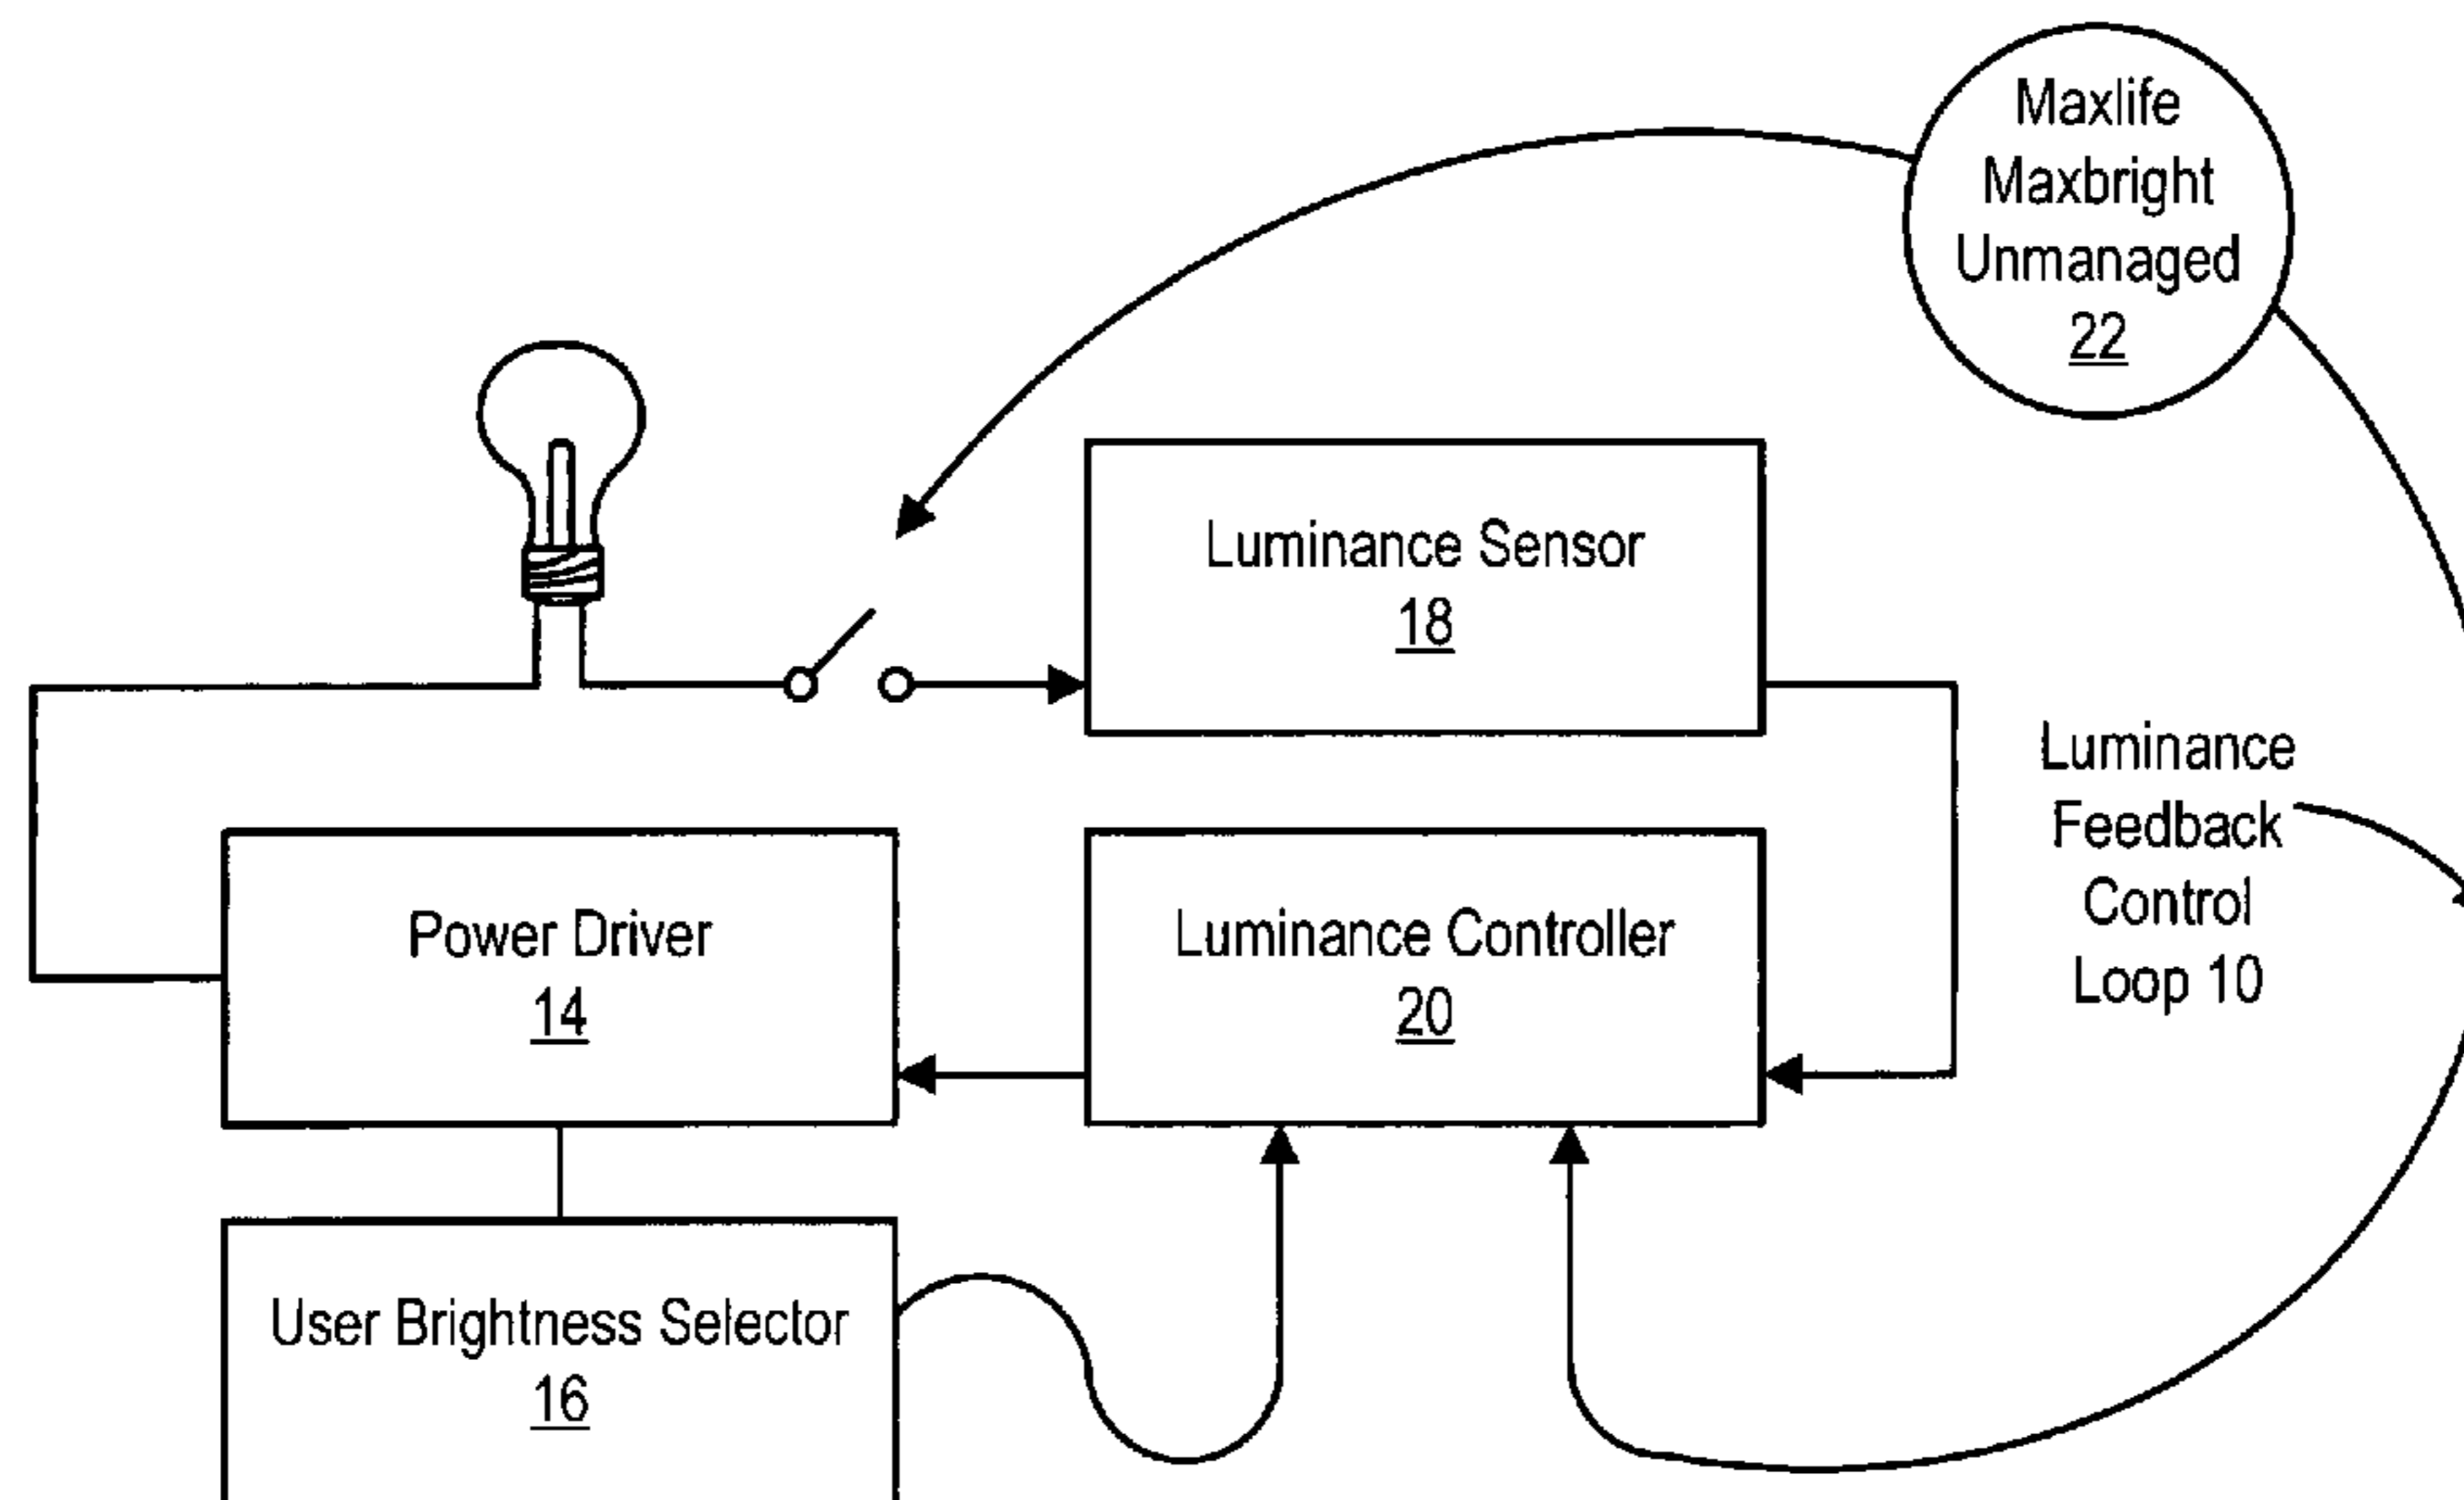 Maxlife
Maxbright
Unmanaged
22
Luminance Sensor
18
Luminance
Feedback
Control
Loop 10
Power Driver
14
Luminance Controller
20
User Brightness Selector
16